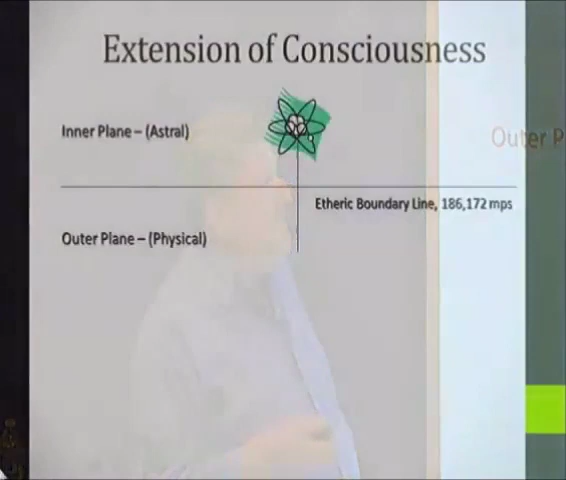 Extension of Consciousness
Inner Plane – (Astral)
Outer P
Etheric Boundary Line, 186,172 mps
Outer Plane – (Physical)